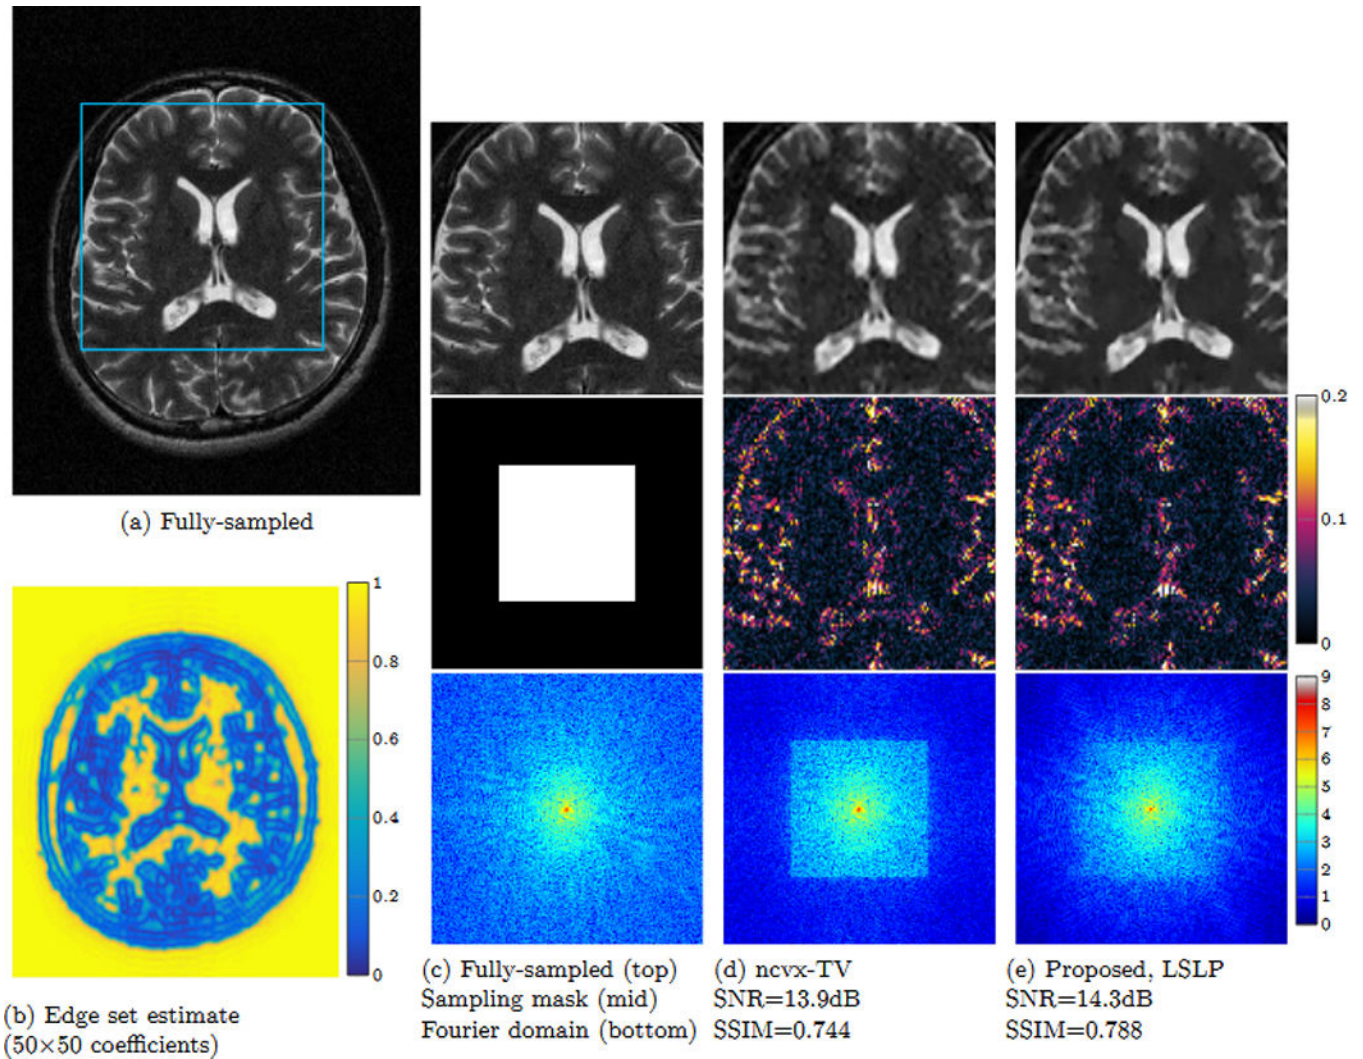 (a) Fully-sampled
1
0.8
0.6
0.4
0.2
0
(b) Edge set estimate
(50×50 coefficients)
(c) Fully-sampled (top)
Sampling mask (mid)
Fourier domain (bottom)
(d) ncvx-TV
SNR=13.9dB
SSIM=0.744
(e) Proposed, LSLP
SNR=14.3dB
SSIM=0.788
0.2
0.1
0
9
8
7
6
5
4
3
2
1
0